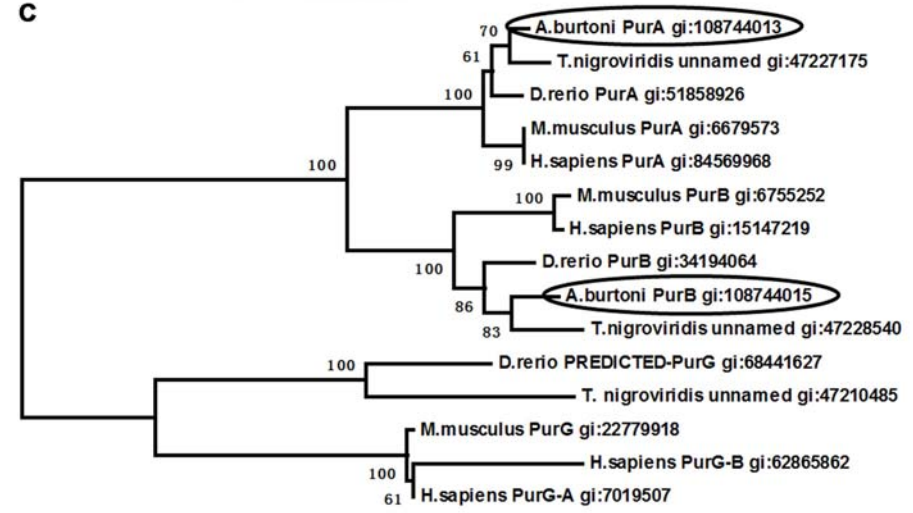 c
70 A.burtoni PurA gi:108744013
61 T.nigroviridis unnamed gi:47227175
100 D.rerio PurA gi:51858926
M.musculus PurA gi:6679573
99 H.sapiens PurA gi:84569968
100
100 M.musculus PurB gi:6755252
H.sapiens PurB gi:15147219
100 D.rerio PurB gi:34194064
86 A.burtoni PurB gi:108744015
83 T.nigroviridis unnamed gi:47228540
100 D.rerio PREDICTED-PurG gi:68441627
T. nigroviridis unnamed gi:47210485
M.musculus PurG gi:22779918
100 H.sapiens PurG-B gi:62865862
61 H.sapiens PurG-A gi:7019507